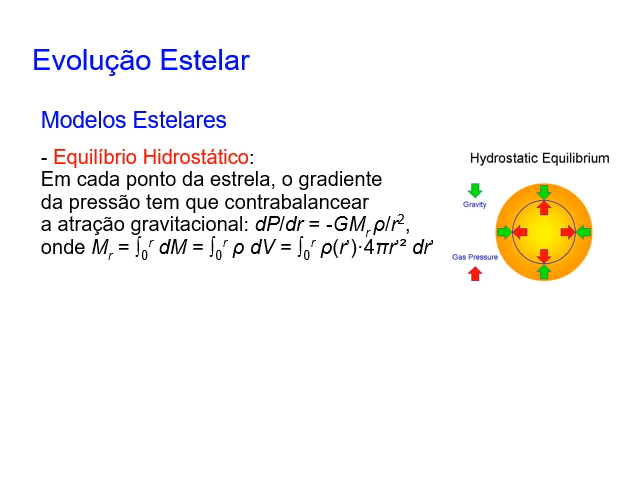 Evolução Estelar
Modelos Estelares
- Equilíbrio Hidrostático:
Em cada ponto da estrela, o gradiente
da pressão tem que contrabalancear
a atração gravitacional: dP/dr = -GMᵣ ρ/r²,
onde Mᵣ = ∫₀ʳ dM = ∫₀ʳ ρ dV = ∫₀ʳ ρ(r')·4πr'² dr'
Hydrostatic Equilibrium
Gravity
Gas Pressure